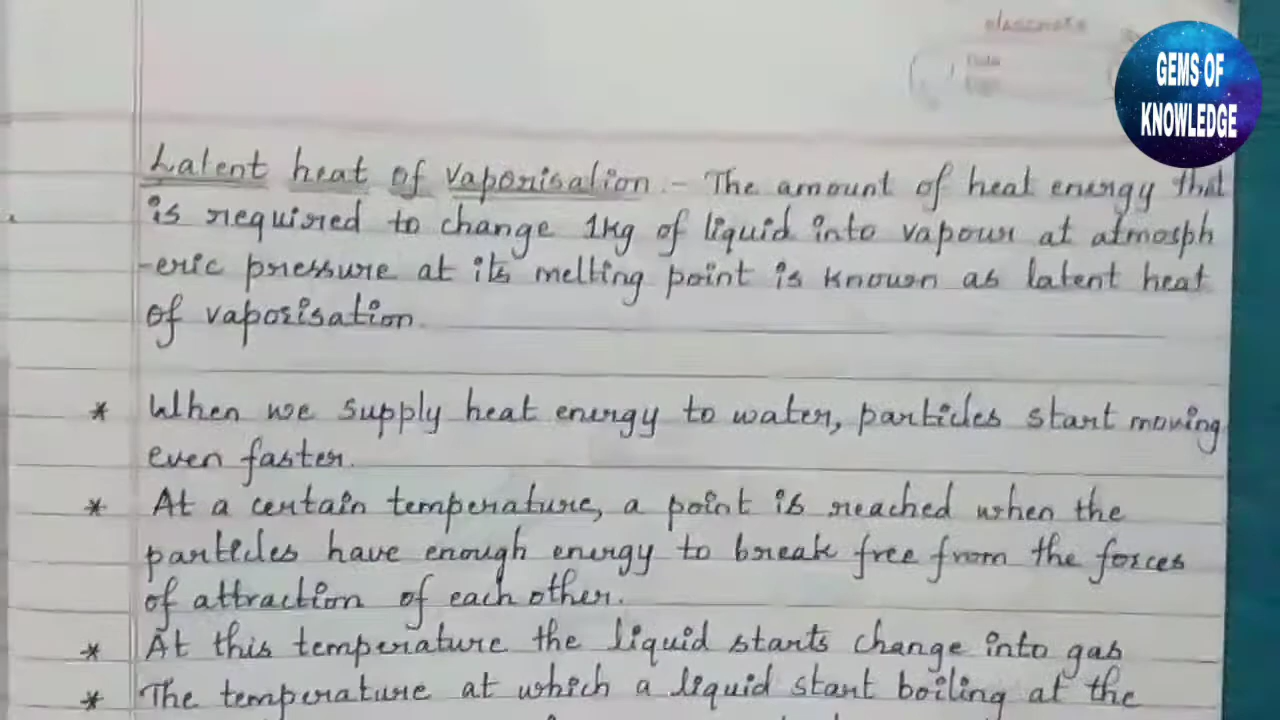 classmate
Date
Page
GEMS OF
KNOWLEDGE
Latent heat of vaporisation :- The amount of heat energy that
is required to change 1kg of liquid into vapour at atmosph
-eric pressure at its melting point is known as latent heat
of vaporisation.
* When we supply heat energy to water, particles start moving
even faster.
* At a certain temperature, a point is reached when the
particles have enough energy to break free from the forces
of attraction of each other.
* At this temperature the liquid starts change into gas
* The temperature at which a liquid start boiling at the